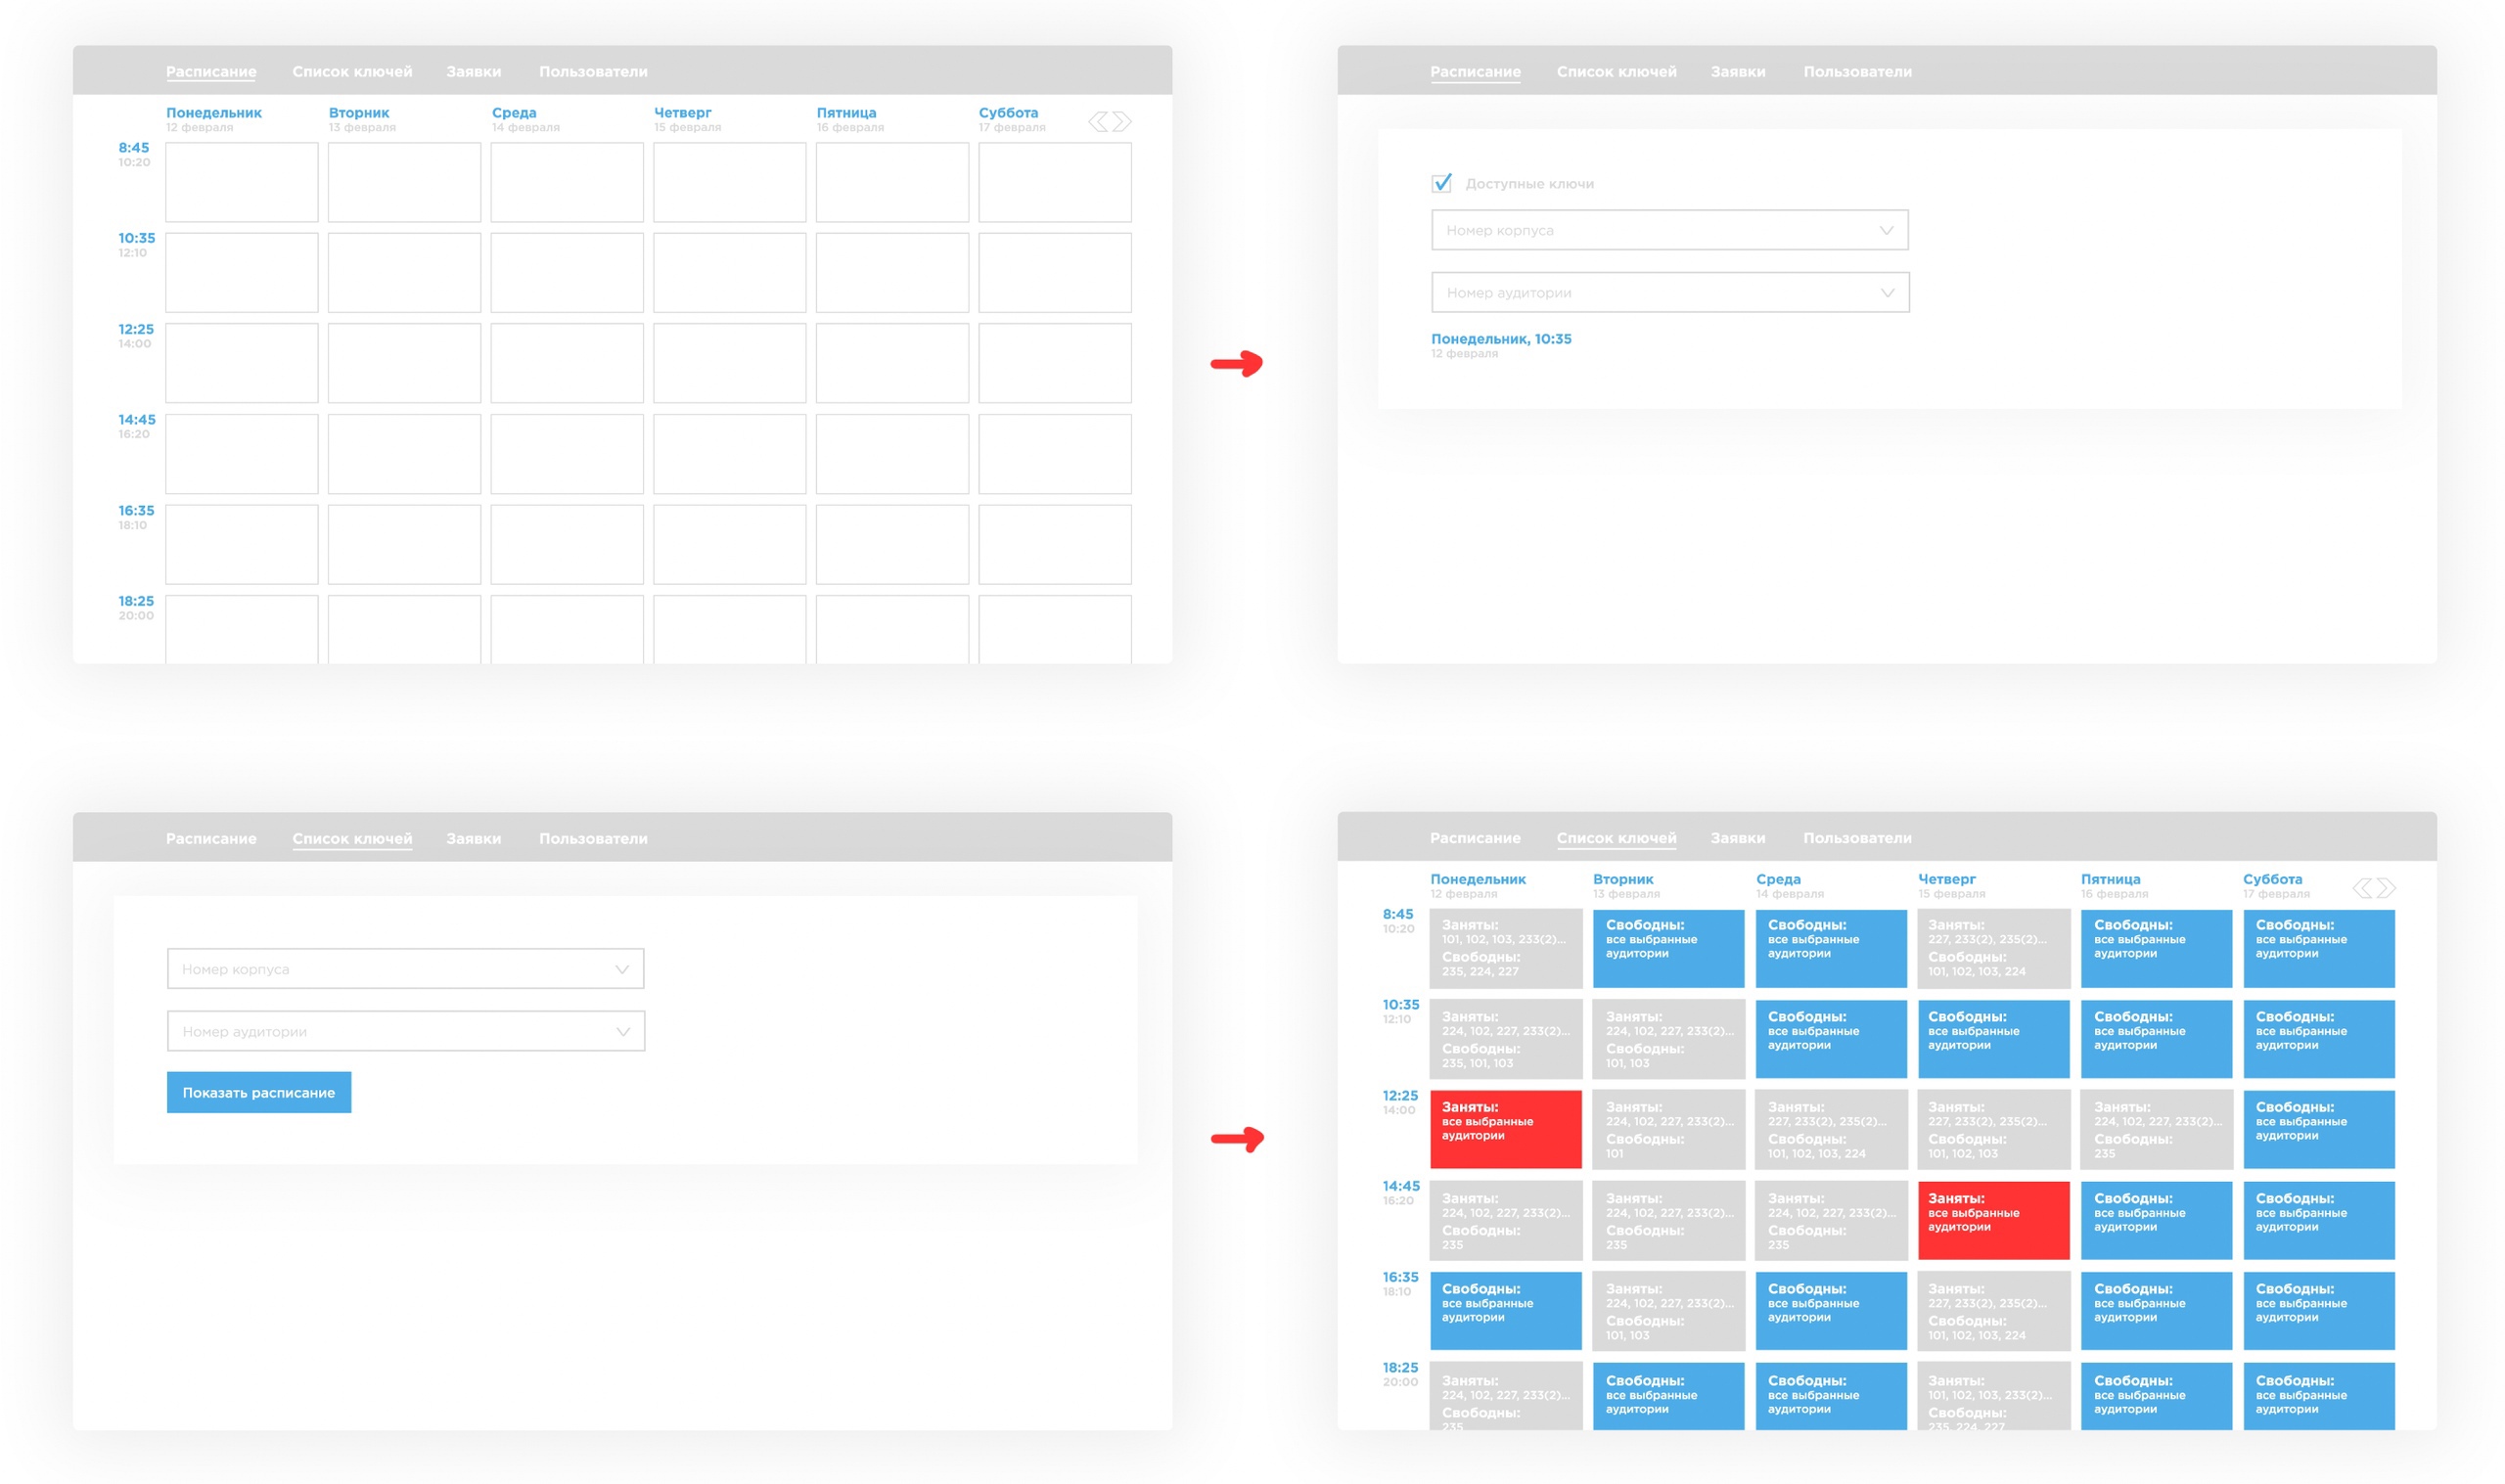 Расписание Список ключей Заявки Пользователи
Понедельник Вторник Среда Четверг Пятница Суббота
12 февраля 13 февраля 14 февраля 15 февраля 16 февраля 17 февраля
8:45
10:20
10:35
12:10
12:25
14:00
14:45
16:20
16:35
18:10
18:25
20:00
Расписание Список ключей Заявки Пользователи
Доступные ключи
Номер корпуса
Номер аудитории
Понедельник, 10:35
12 февраля
Расписание Список ключей Заявки Пользователи
Номер корпуса
Номер аудитории
Показать расписание
Расписание Список ключей Заявки Пользователи
Понедельник Вторник Среда Четверг Пятница Суббота
12 февраля 13 февраля 14 февраля 15 февраля 16 февраля 17 февраля
8:45 Заняты: Свободны: Свободны: Заняты: Свободны: Свободны:
10:20 101, 102, 103, 233(2)... все выбранные все выбранные 227, 233(2), 235(2)... все выбранные все выбранные
Свободны: аудитории аудитории Свободны: аудитории аудитории
235, 224, 227 101, 102, 103, 224
10:35 Заняты: Заняты: Свободны: Свободны: Свободны: Свободны:
12:10 224, 102, 227, 233(2)... 224, 102, 227, 233(2)... все выбранные все выбранные все выбранные все выбранные
Свободны: Свободны: аудитории аудитории аудитории аудитории
235, 101, 103 101, 103
12:25 Заняты: Заняты: Заняты: Заняты: Заняты: Свободны:
14:00 все выбранные 224, 102, 227, 233(2)... 227, 233(2), 235(2)... 227, 233(2), 235(2)... 224, 102, 227, 233(2)... все выбранные
аудитории Свободны: Свободны: Свободны: Свободны: аудитории
101 101, 102, 103, 224 101, 102, 103 235
14:45 Заняты: Заняты: Заняты: Заняты: Свободны: Свободны:
16:20 224, 102, 227, 233(2)... 224, 102, 227, 233(2)... 224, 102, 227, 233(2)... все выбранные все выбранные все выбранные
Свободны: Свободны: Свободны: аудитории аудитории аудитории
235 235 235
16:35 Свободны: Заняты: Свободны: Заняты: Свободны: Свободны:
18:10 все выбранные 224, 102, 227, 233(2)... все выбранные 227, 233(2), 235(2)... все выбранные все выбранные
аудитории Свободны: аудитории Свободны: аудитории аудитории
101, 103 101, 102, 103, 224
18:25 Заняты: Свободны: Свободны: Заняты: Свободны: Свободны:
20:00 224, 102, 227, 233(2)... все выбранные все выбранные 101, 102, 103, 233(2)... все выбранные все выбранные
Свободны: аудитории аудитории Свободны: аудитории аудитории
235 235, 224, 227